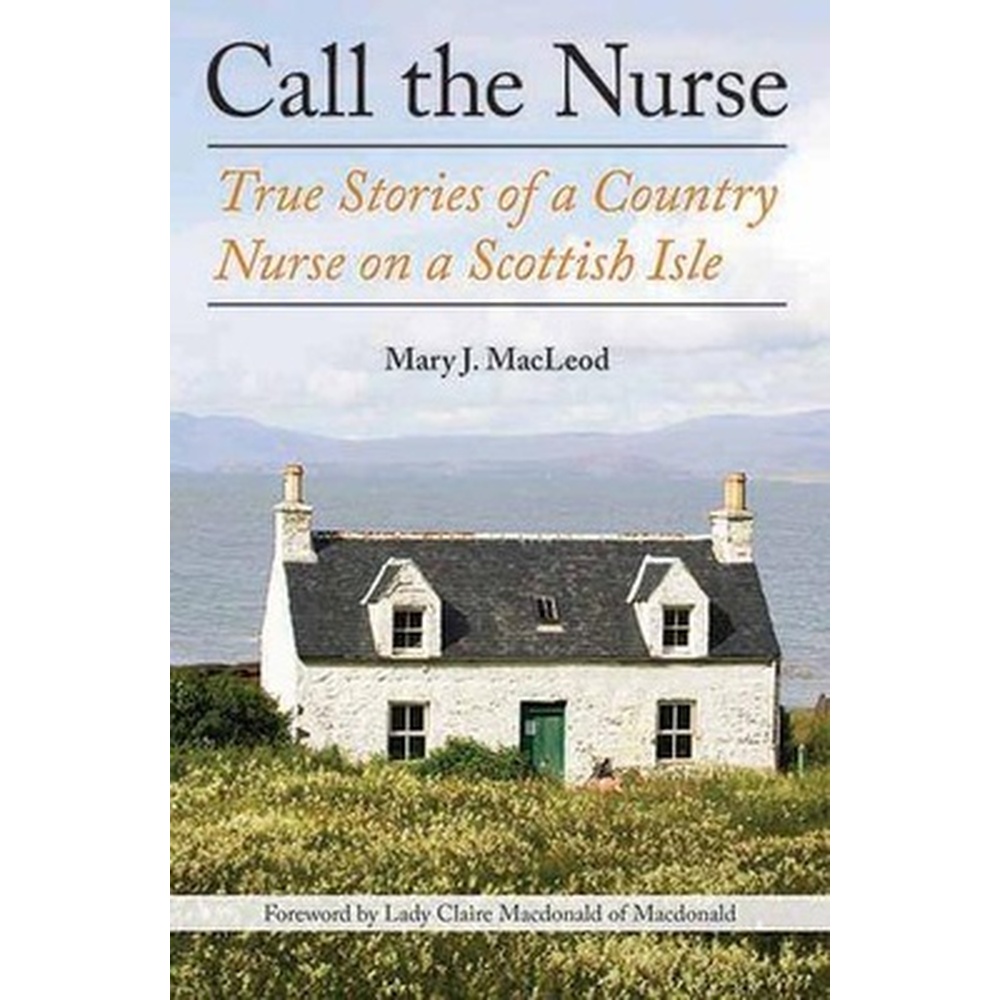 Call the Nurse
True Stories of a Country
Nurse on a Scottish Isle
Mary J. MacLeod
Foreword by Lady Claire Macdonald of Macdonald